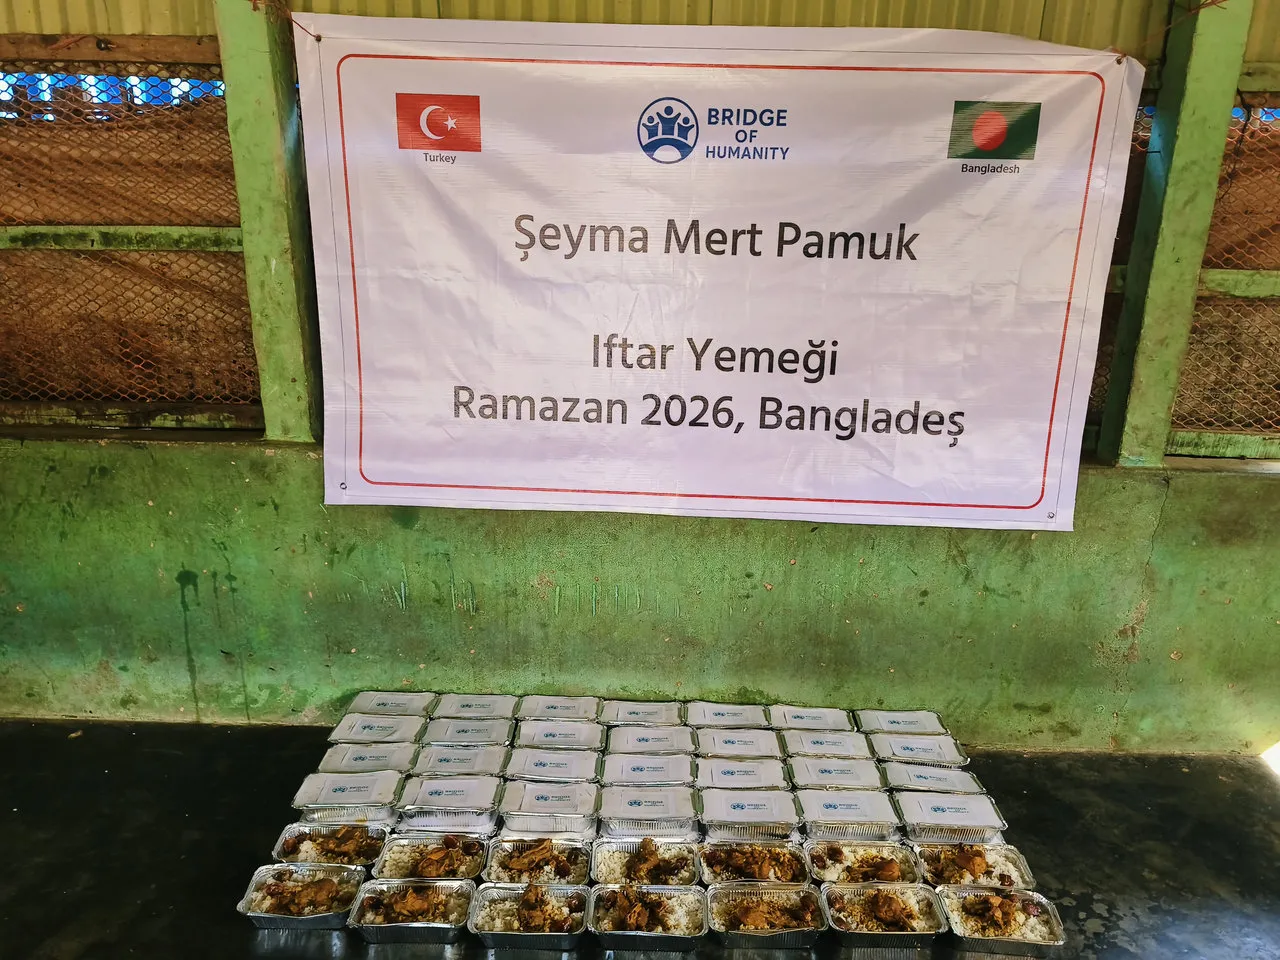 Turkey
BRIDGE
OF
HUMANITY
Bangladesh
Şeyma Mert Pamuk
Iftar Yemeği
Ramazan 2026, Bangladeş